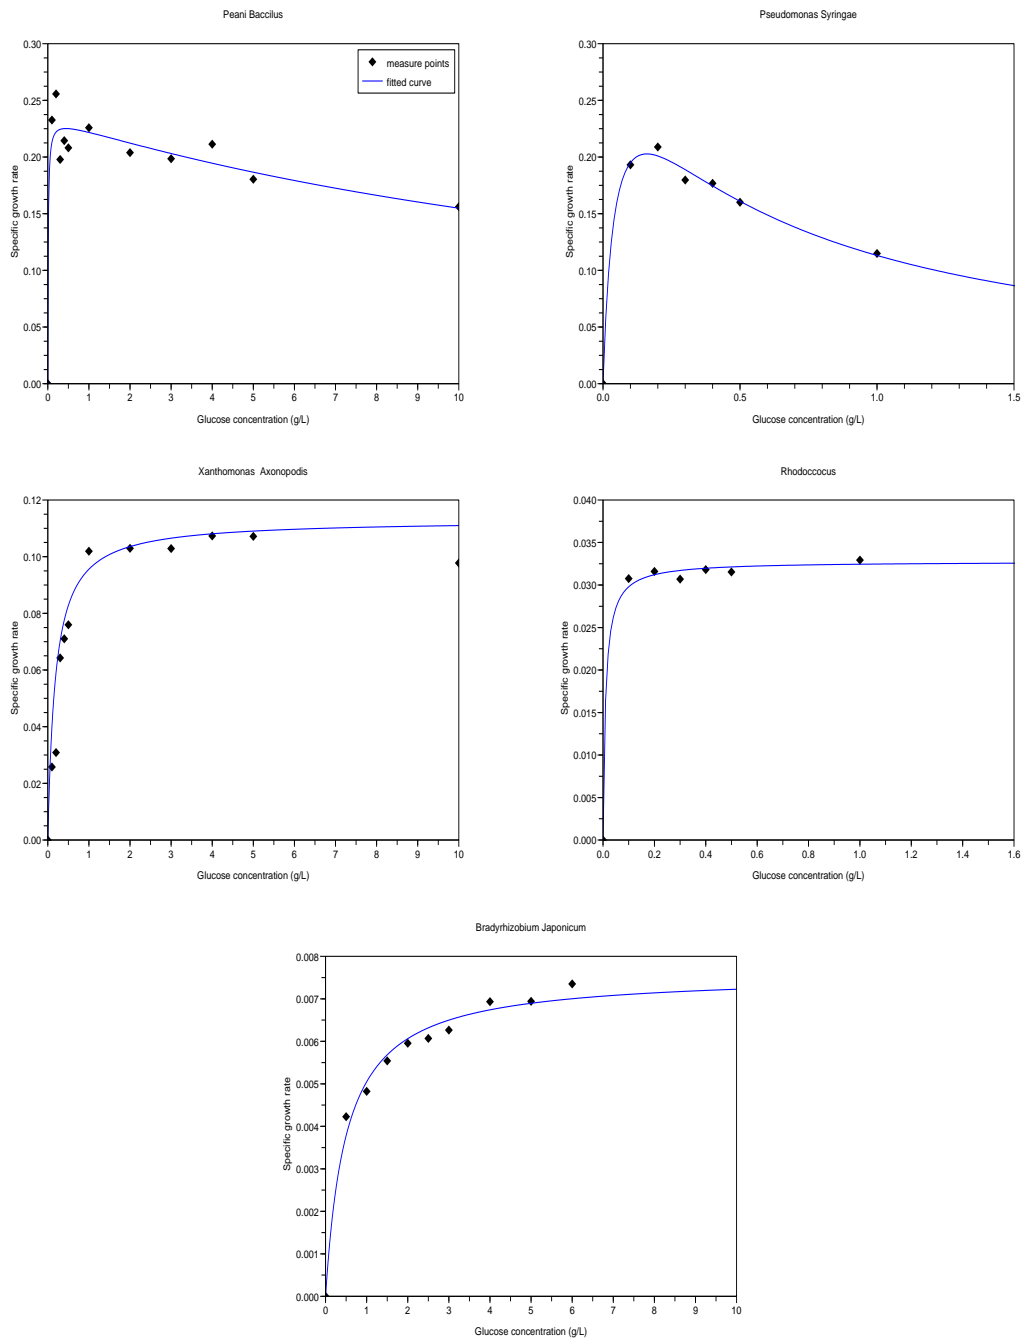 Peani Baccilus
0.30
0.25
0.20
0.15
0.10
0.05
0.00
Specific growth rate
measure points
fitted curve
0 1 2 3 4 5 6 7 8 9 10
Glucose concentration (g/L)
Pseudomonas Syringae
0.30
0.25
0.20
0.15
0.10
0.05
0.00
Specific growth rate
0.0 0.5 1.0 1.5
Glucose concentration (g/L)
Xanthomonas Axonopodis
0.12
0.10
0.08
0.06
0.04
0.02
0.00
Specific growth rate
0 1 2 3 4 5 6 7 8 9 10
Glucose concentration (g/L)
Rhodoccocus
0.040
0.035
0.030
0.025
0.020
0.015
0.010
0.005
0.000
Specific growth rate
0.0 0.2 0.4 0.6 0.8 1.0 1.2 1.4 1.6
Glucose concentration (g/L)
Bradyrhizobium Japonicum
0.008
0.007
0.006
0.005
0.004
0.003
0.002
0.001
0.000
Specific growth rate
0 1 2 3 4 5 6 7 8 9 10
Glucose concentration (g/L)